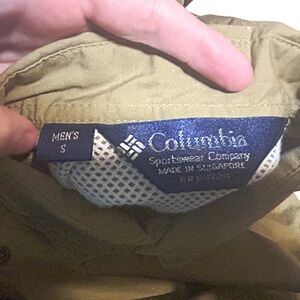 MEN'S
S
Columbia
Sportswear Company
MADE IN SINGAPORE